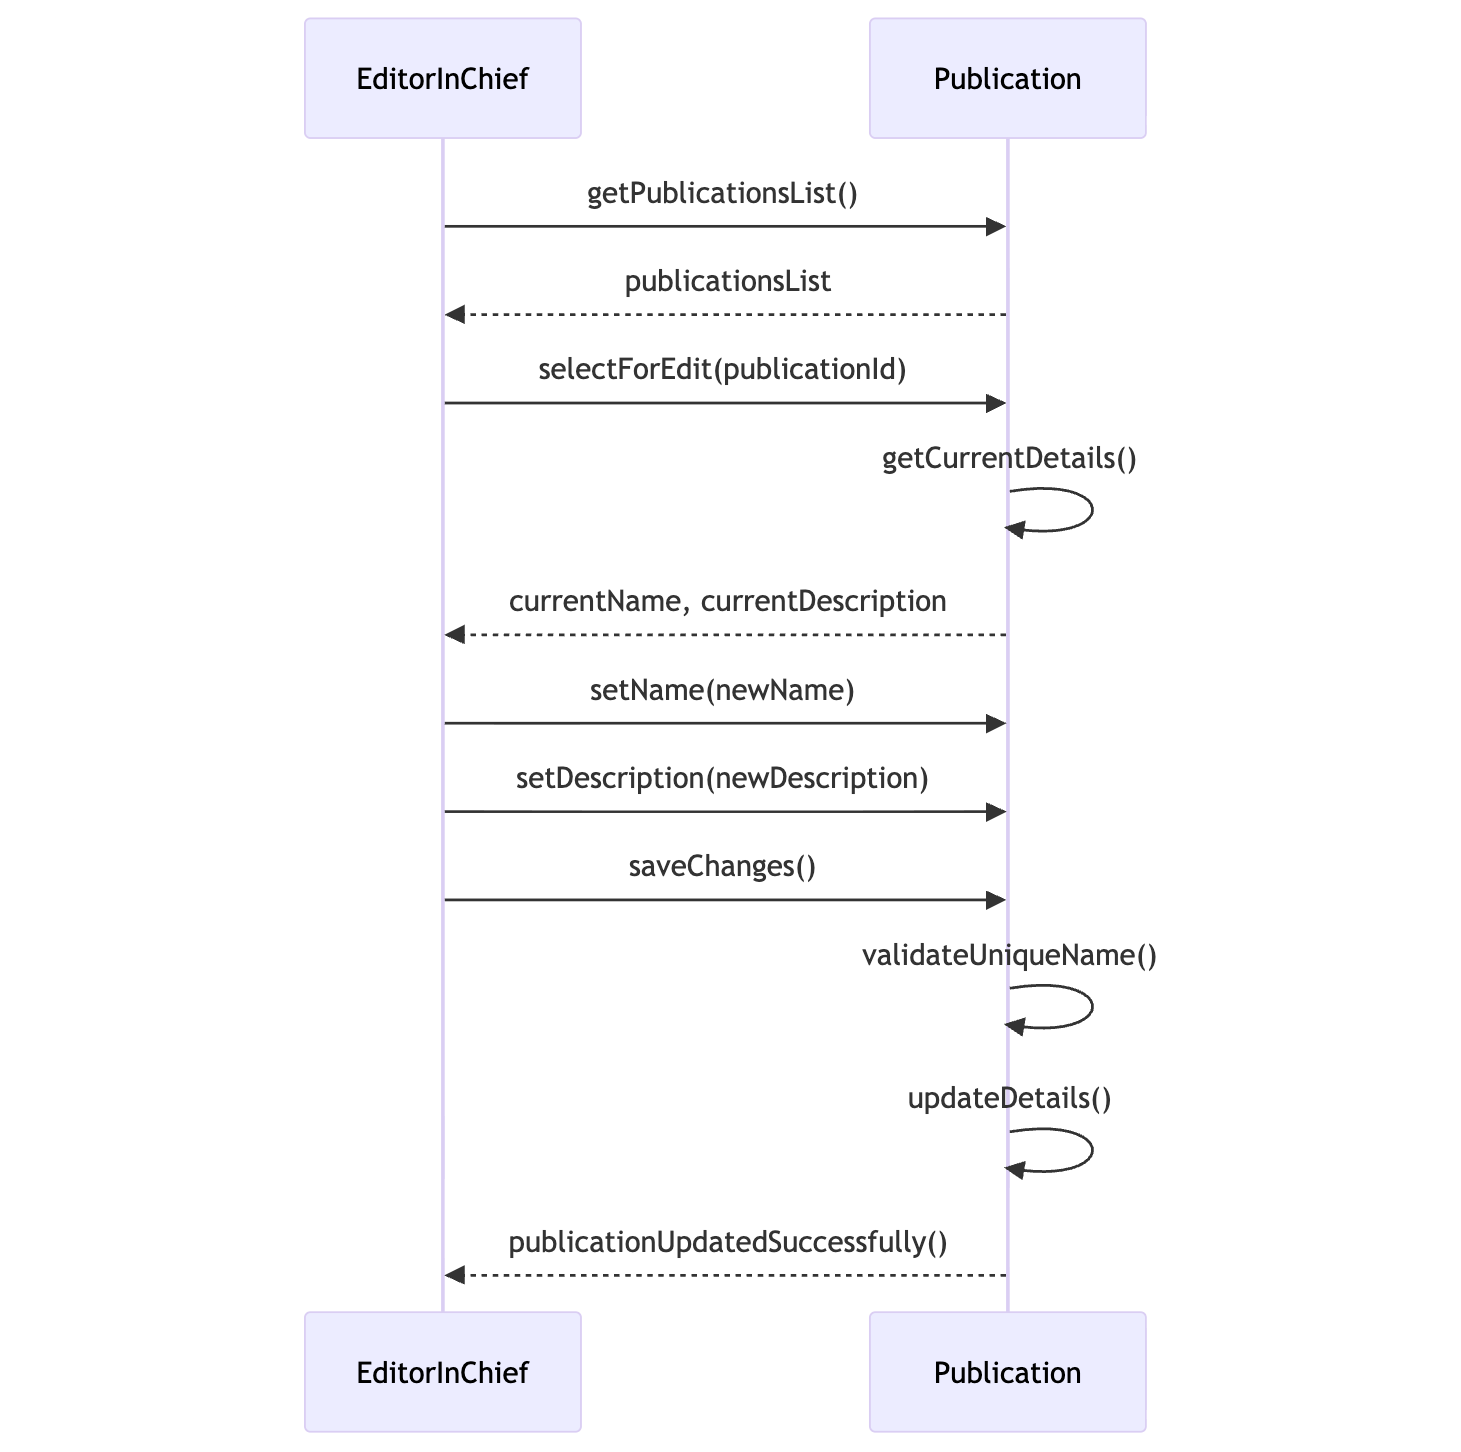 EditorInChief
Publication
getPublicationsList()
publicationsList
selectForEdit(publicationId)
getCurrentDetails()
currentName, currentDescription
setName(newName)
setDescription(newDescription)
saveChanges()
validateUniqueName()
updateDetails()
publicationUpdatedSuccessfully()
EditorInChief
Publication